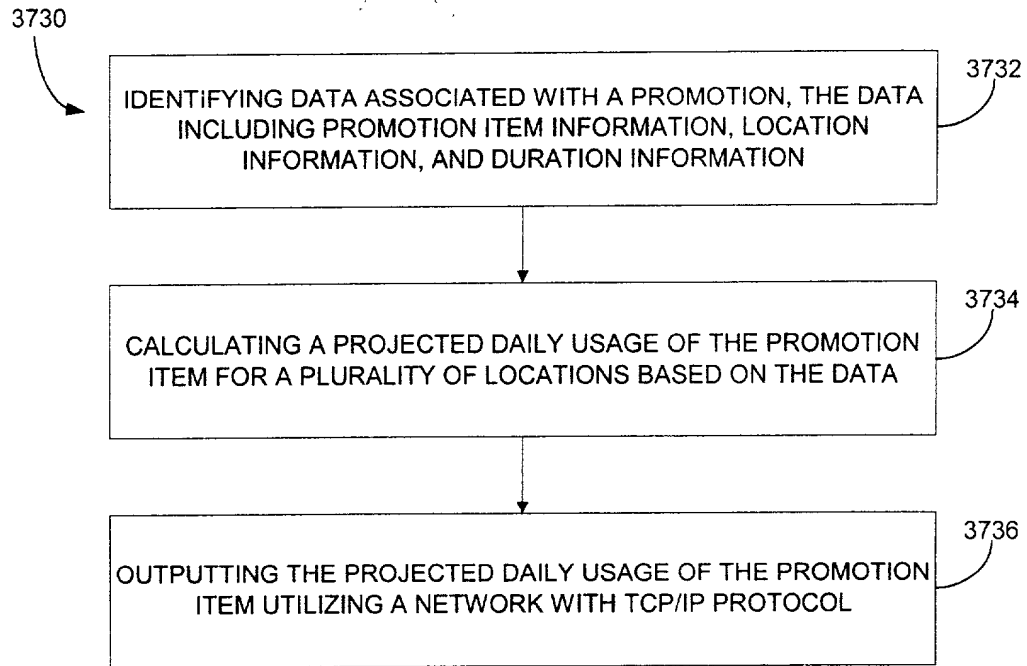 3730
3732
IDENTIFYING DATA ASSOCIATED WITH A PROMOTION, THE DATA
INCLUDING PROMOTION ITEM INFORMATION, LOCATION
INFORMATION, AND DURATION INFORMATION
3734
CALCULATING A PROJECTED DAILY USAGE OF THE PROMOTION
ITEM FOR A PLURALITY OF LOCATIONS BASED ON THE DATA
3736
OUTPUTTING THE PROJECTED DAILY USAGE OF THE PROMOTION
ITEM UTILIZING A NETWORK WITH TCP/IP PROTOCOL